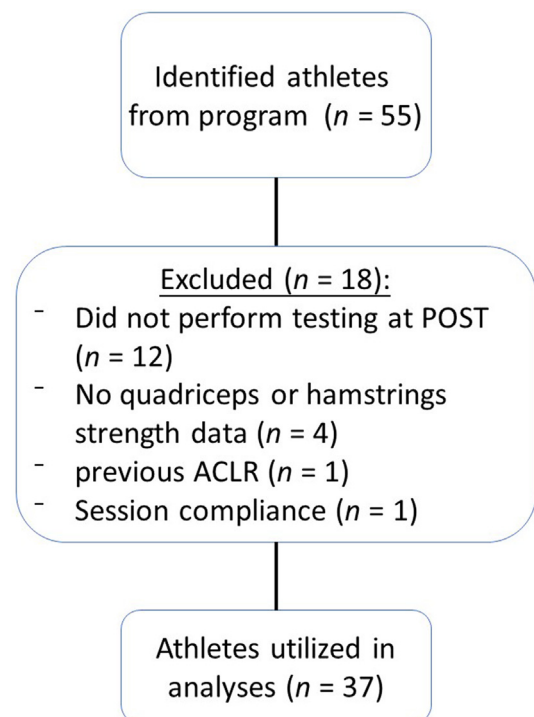 Identified athletes
from program (n = 55)
Excluded (n = 18):
- Did not perform testing at POST
(n = 12)
- No quadriceps or hamstrings
strength data (n = 4)
- previous ACLR (n = 1)
- Session compliance (n = 1)
Athletes utilized in
analyses (n = 37)